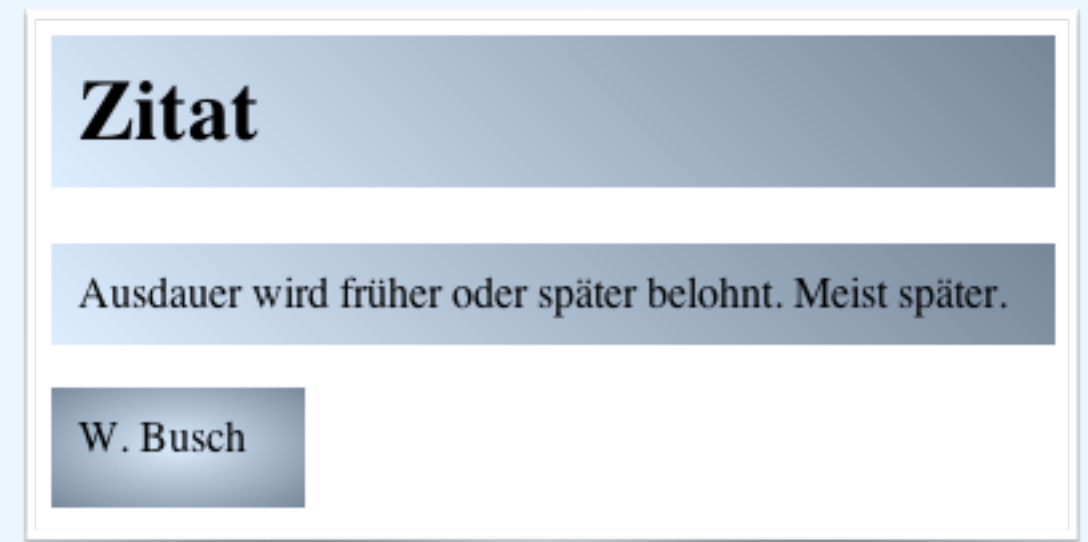 Zitat
Ausdauer wird früher oder später belohnt. Meist später.
W. Busch